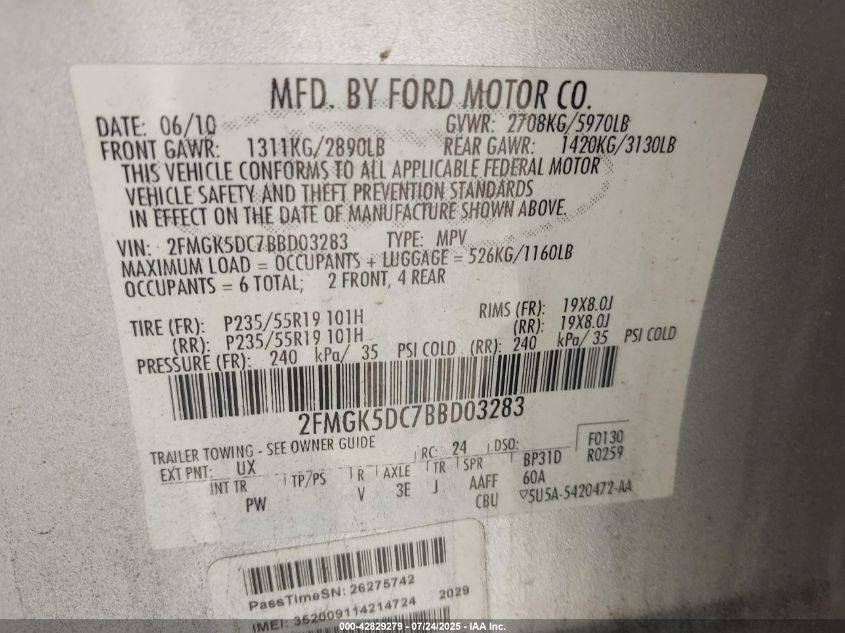 MFD. BY FORD MOTOR CO.
DATE: 06/10 GVWR: 2708KG/5970LB
FRONT GAWR: 1311KG/2890LB REAR GAWR: 1420KG/3130LB
THIS VEHICLE CONFORMS TO ALL APPLICABLE FEDERAL MOTOR
VEHICLE SAFETY AND THEFT PREVENTION STANDARDS
IN EFFECT ON THE DATE OF MANUFACTURE SHOWN ABOVE.
VIN: 2FMGK5DC7BBD03283 TYPE: MPV
MAXIMUM LOAD = OCCUPANTS + LUGGAGE = 526KG/1160LB
OCCUPANTS = 6 TOTAL; 2 FRONT, 4 REAR
TIRE (FR): P235/55R19 101H RIMS (FR): 19X8.0J
(RR): P235/55R19 101H (RR): 19X8.0J
PRESSURE (FR): 240 kPa/ 35 PSI COLD (RR): 240 kPa/ 35 PSI COLD
2FMGK5DC7BBD03283
TRAILER TOWING - SEE OWNER GUIDE RC: 24 DSO: F0130
EXT PNT: UX BP31D R0259
INT TR TP/PS R AXLE TR SPR 60A
PW V 3E J AAFF
CBU ▽5U5A-5420472-AA
PassTimeSN: 26275742
IMEI: 352009114214724 2029
000-42829279 - 07/24/2025 - IAA Inc.